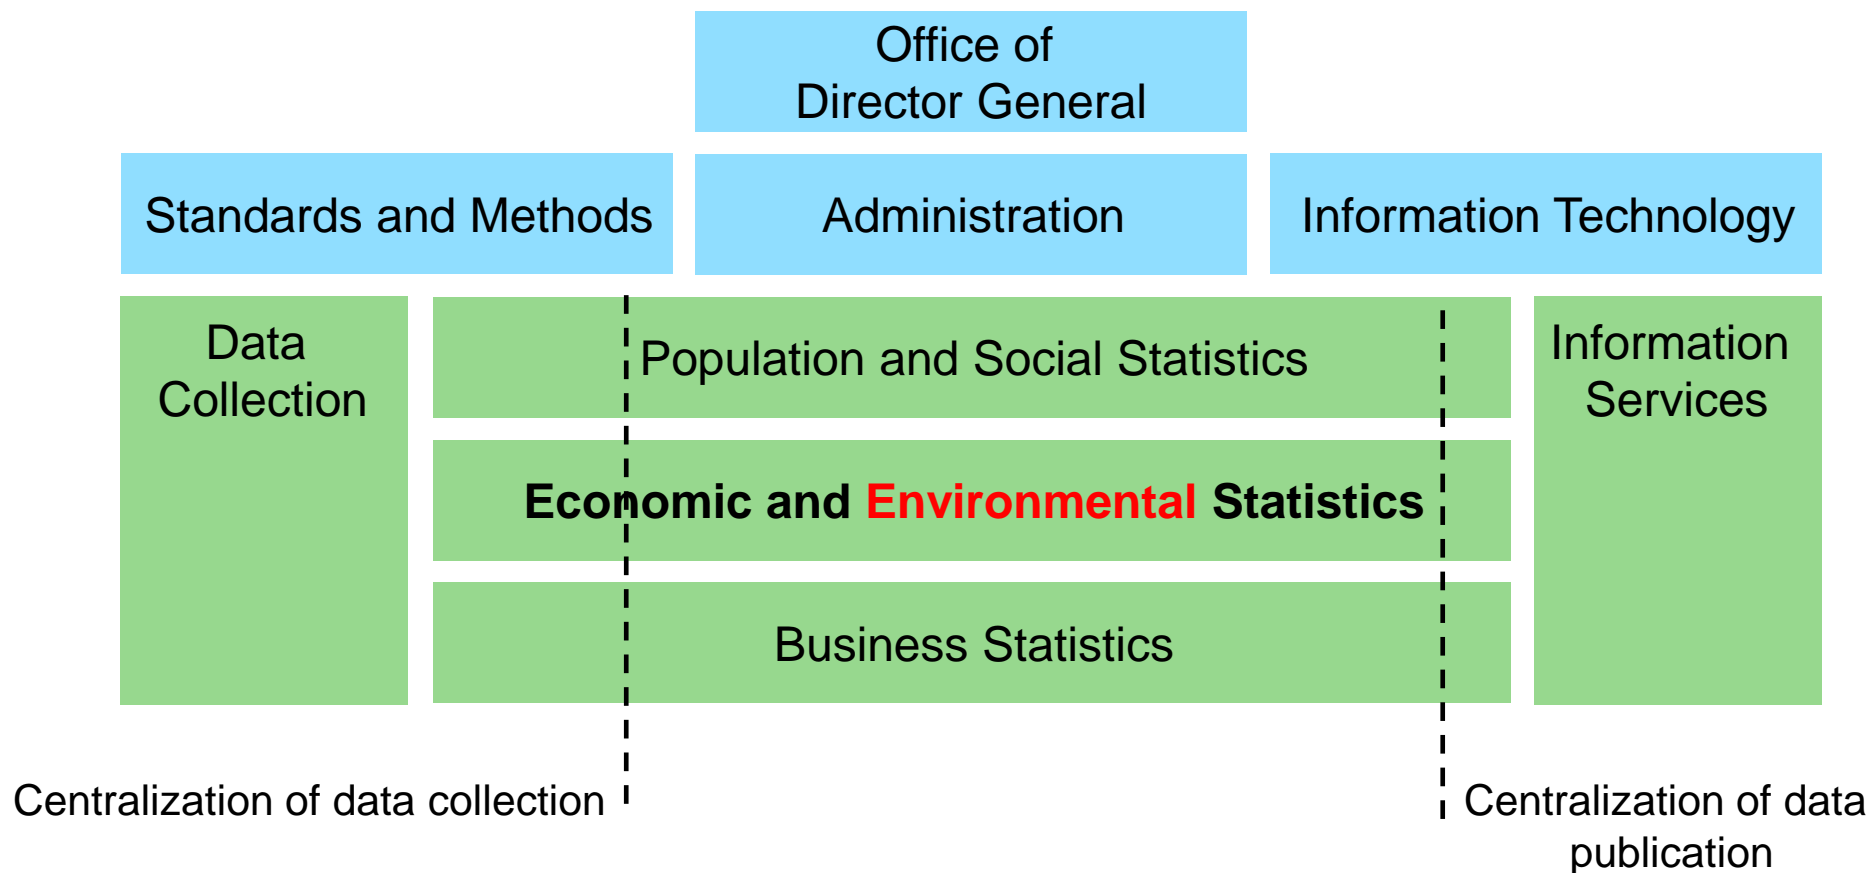 Office of
Director General
Standards and Methods
Administration
Information Technology
Data
Collection
Population and Social Statistics
Information
Services
Economic and Environmental Statistics
Business Statistics
Centralization of data collection
Centralization of data
publication